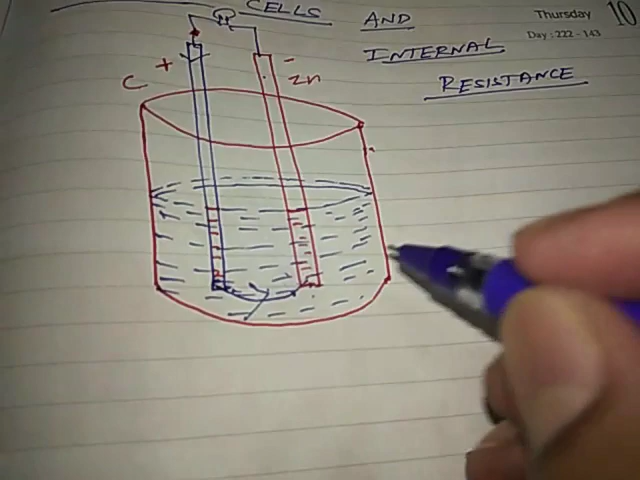 CELLS AND
INTERNAL
RESISTANCE
Thursday 10
Day : 222 - 143
C + - Zn